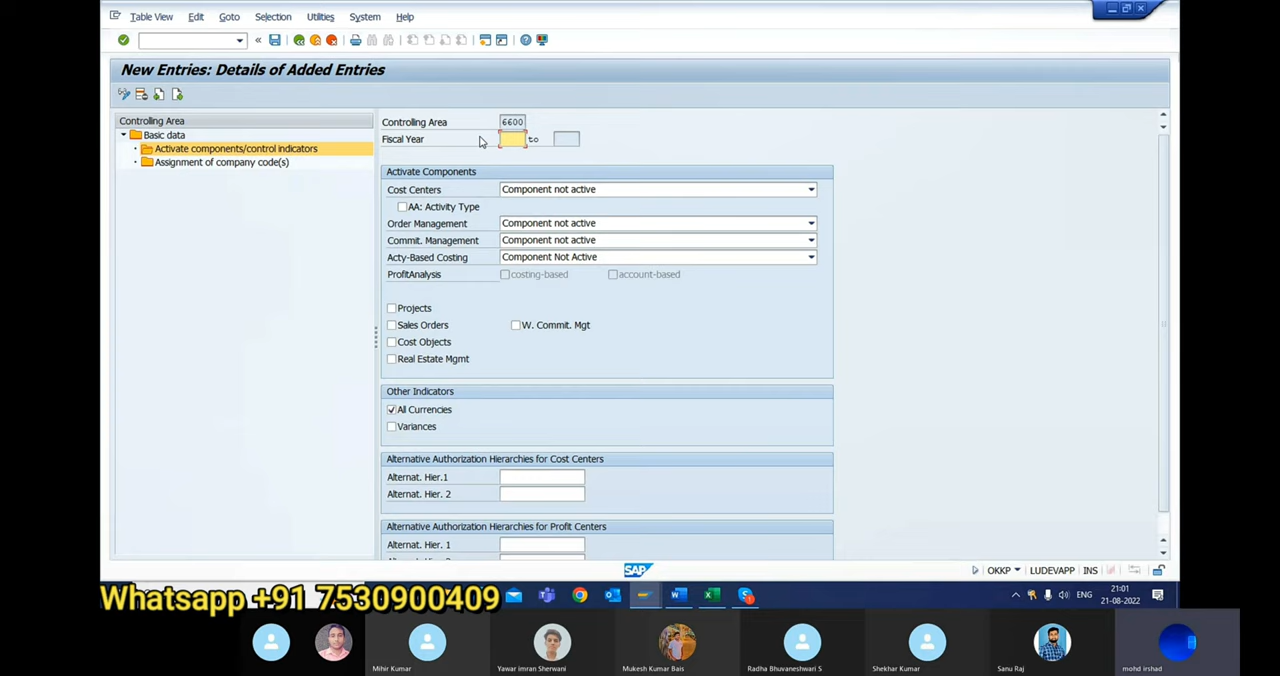 Table View Edit Goto Selection Utilities System Help
New Entries: Details of Added Entries
Controlling Area
Basic data
Activate components/control indicators
Assignment of company code(s)
Controlling Area 6600
Fiscal Year to
Activate Components
Cost Centers Component not active
AA: Activity Type
Order Management Component not active
Commit. Management Component not active
Acty-Based Costing Component Not Active
ProfitAnalysis costing-based account-based
Projects
Sales Orders W. Commit. Mgt
Cost Objects
Real Estate Mgmt
Other Indicators
All Currencies
Variances
Alternative Authorization Hierarchies for Cost Centers
Alternat. Hier.1
Alternat. Hier. 2
Alternative Authorization Hierarchies for Profit Centers
Alternat. Hier. 1
SAP OKKP LUDEVAPP INS
Whatsapp +91 7530900409
ENG
21:01
21-08-2022
Mihir Kumar
Yawar imran Sherwani
Mukesh Kumar Bais
Radha Bhuvaneshwari S
Shekhar Kumar
Sanu Raj
mohd irshad